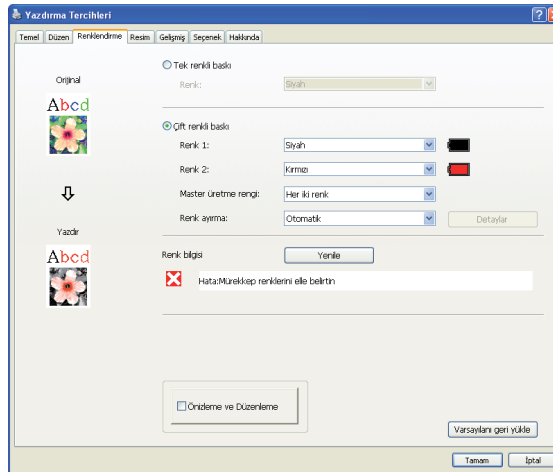 Yazdırma Tercihleri
Temel Düzen Renklendirme Resim Gelişmiş Seçenek Hakkında
Orijinal
Abcd
Yazdır
Abcd
Tek renkli baskı
Renk: Siyah
Çift renkli baskı
Renk 1: Siyah
Renk 2: Kırmızı
Master üretme rengi: Her iki renk
Renk ayırma: Otomatik Detaylar
Renk bilgisi Yenile
Hata:Mürekkep renklerini elle belirtin
Önizleme ve Düzenleme
Varsayılanı geri yükle
Tamam İptal